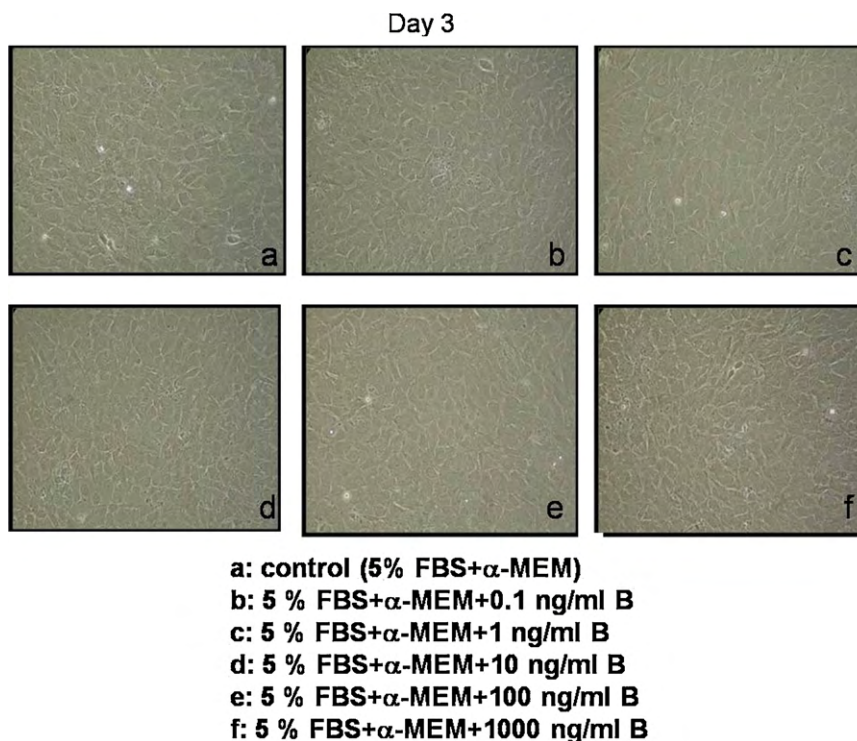 Day 3
a
b
c
d
e
f
a: control (5% FBS+α-MEM)
b: 5 % FBS+α-MEM+0.1 ng/ml B
c: 5 % FBS+α-MEM+1 ng/ml B
d: 5 % FBS+α-MEM+10 ng/ml B
e: 5 % FBS+α-MEM+100 ng/ml B
f: 5 % FBS+α-MEM+1000 ng/ml B